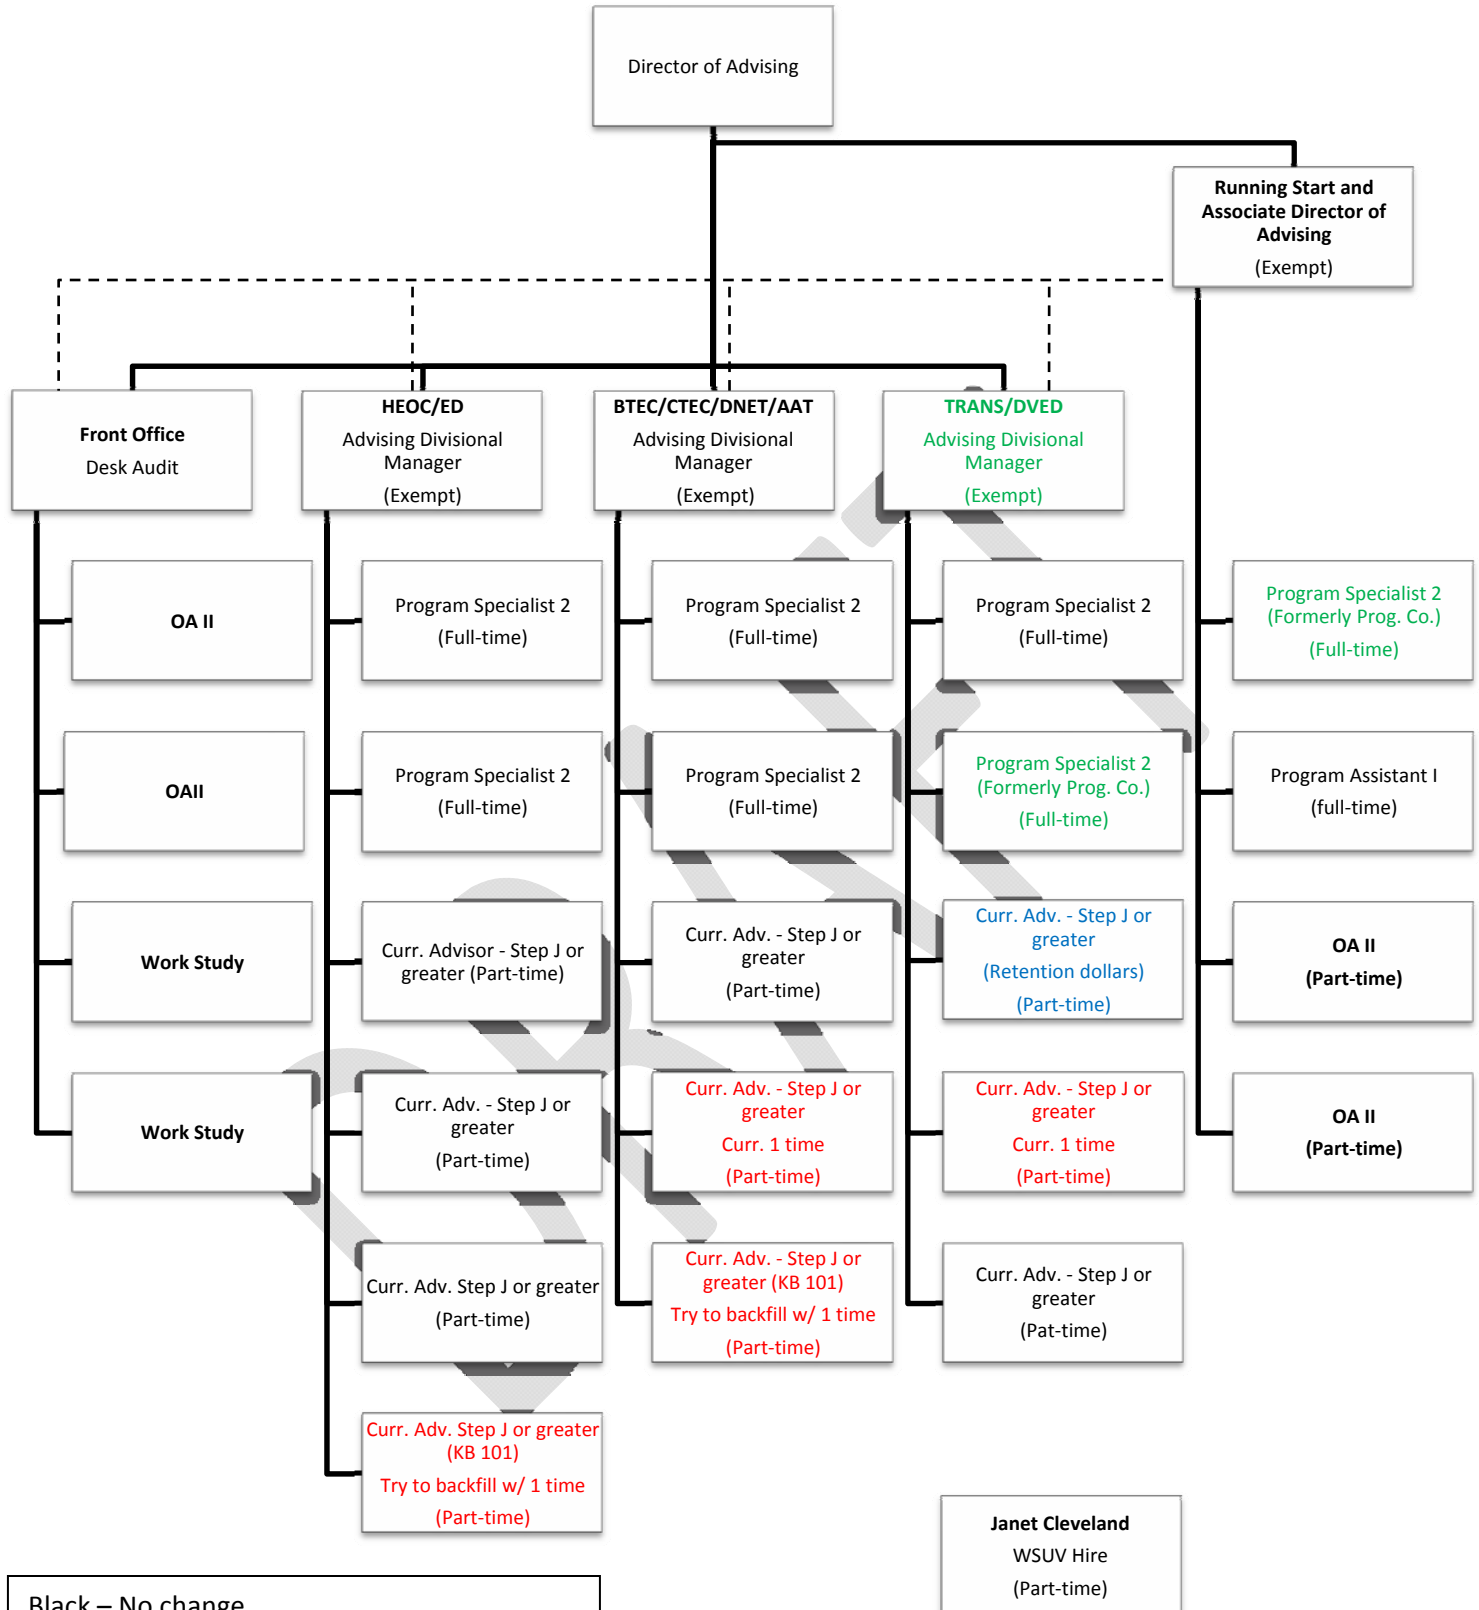 Director of Advising
Running Start and
Associate Director of
Advising
(Exempt)
Front Office
Desk Audit
HEOC/ED
Advising Divisional
Manager
(Exempt)
BTEC/CTEC/DNET/AAT
Advising Divisional
Manager
(Exempt)
TRANS/DVED
Advising Divisional
Manager
(Exempt)
OA II
Program Specialist 2
(Full-time)
Program Specialist 2
(Full-time)
Program Specialist 2
(Full-time)
Program Specialist 2
(Formerly Prog. Co.)
(Full-time)
OAII
Program Specialist 2
(Full-time)
Program Specialist 2
(Full-time)
Program Specialist 2
(Formerly Prog. Co.)
(Full-time)
Program Assistant I
(full-time)
Work Study
Curr. Advisor - Step J or
greater (Part-time)
Curr. Adv. - Step J or
greater
(Part-time)
Curr. Adv. - Step J or
greater
(Retention dollars)
(Part-time)
OA II
(Part-time)
Work Study
Curr. Adv. - Step J or
greater
(Part-time)
Curr. Adv. - Step J or
greater
Curr. 1 time
(Part-time)
Curr. Adv. - Step J or
greater
Curr. 1 time
(Part-time)
OA II
(Part-time)
Curr. Adv. Step J or greater
(Part-time)
Curr. Adv. - Step J or
greater (KB 101)
Try to backfill w/ 1 time
(Part-time)
Curr. Adv. - Step J or
greater
(Pat-time)
Curr. Adv. Step J or greater
(KB 101)
Try to backfill w/ 1 time
(Part-time)
Janet Cleveland
WSUV Hire
(Part-time)
Black – No change
DRAFT